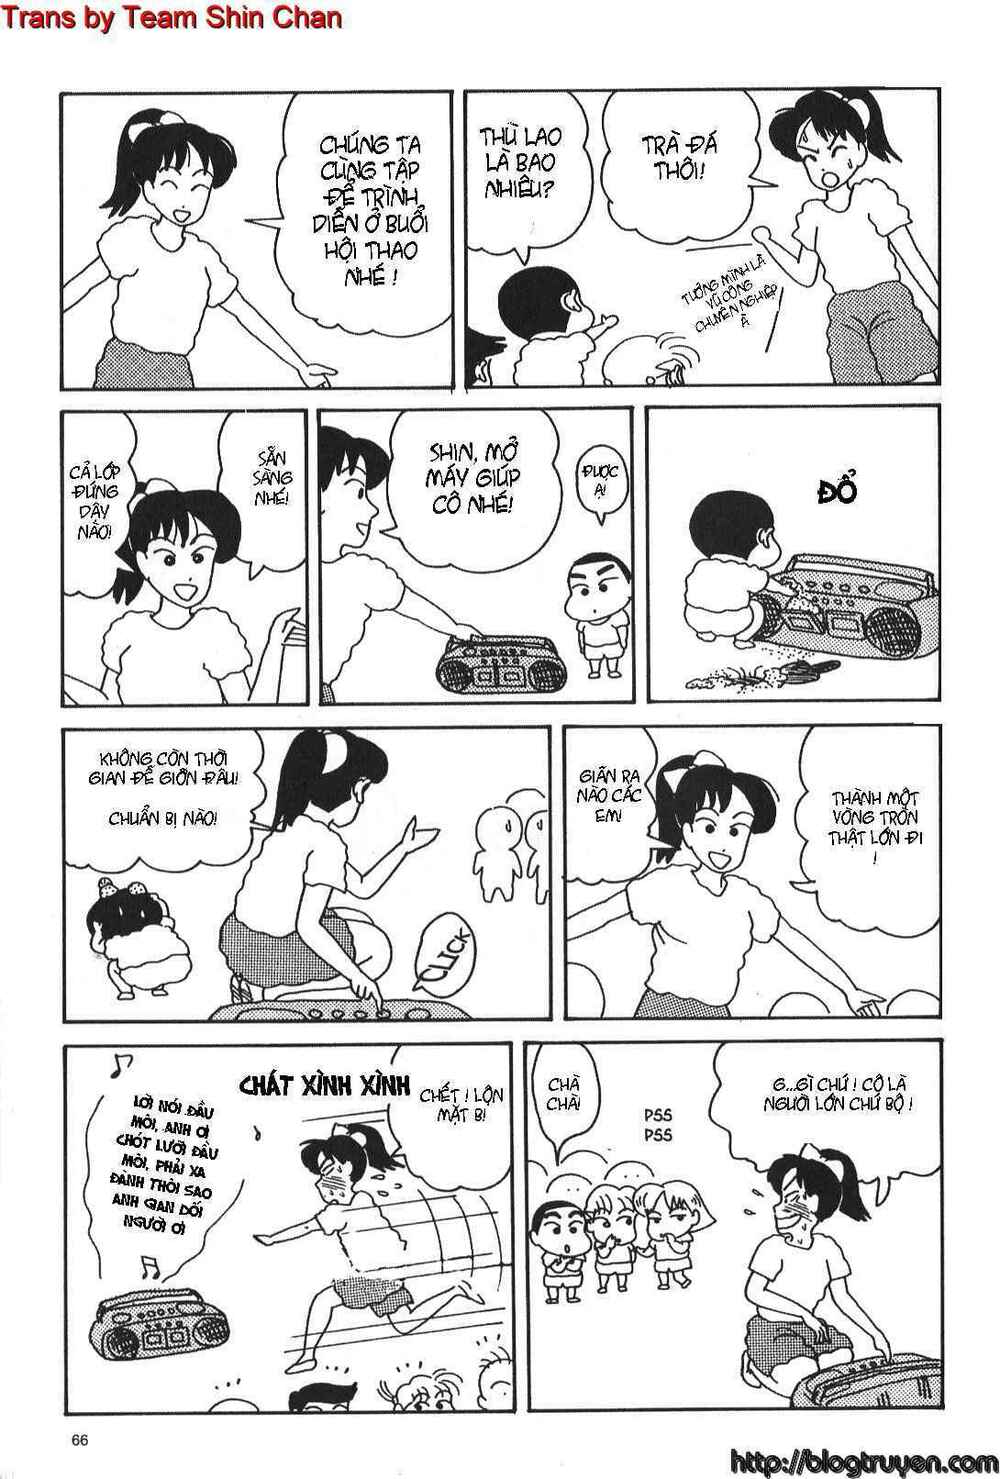 Trans by Team Shin Chan
CHÚNG TA
CÙNG TẬP
ĐỂ TRÌNH
DIỄN Ở BUỔI
HỘI THAO
NHÉ !
THÙ LAO
LÀ BAO
NHIÊU?
TRÀ ĐÁ
THÔI!
TƯỞNG MÌNH LÀ
VŨ CÔNG
CHUYÊN NGHIỆP
À
CẢ LỚP
ĐỨNG
DẬY
NÀO!
SẴN
SÀNG
NHÉ!
SHIN, MỞ
MÁY GIÚP
CÔ NHÉ!
ĐƯỢC
Ạ!
ĐỔ
KHÔNG CÒN THỜI
GIAN ĐỂ GIỠN ĐÂU!
CHUẨN BỊ NÀO!
CLICK
GIÃN RA
NÀO CÁC
EM!
THÀNH MỘT
VÒNG TRÒN
THẬT LỚN ĐI
!
LỜI NÓI ĐẦU
MÔI, ANH ƠI
CHÓT LƯỠI ĐẦU
MÔI, PHẢI XA
ĐÀNH THÔI SAO
ANH GIAN DỐI
NGƯỜI ƠI
CHÁT XÌNH XÌNH
CHẾT ! LỘN
MẶT B!
CHÀ
CHÀ!
PSS
PSS
G...GÌ CHỨ ! CÔ LÀ
NGƯỜI LỚN CHỨ BỘ !
66
http://blogtruyen.com